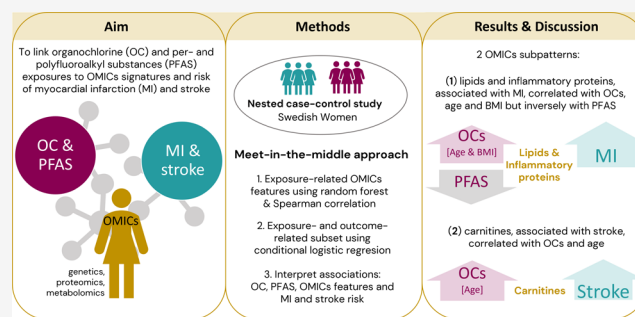 Aim
To link organochlorine (OC) and per- and
polyfluoroalkyl substances (PFAS)
exposures to OMICs signatures and risk
of myocardial infarction (MI) and stroke
OC &
PFAS
MI &
stroke
OMICs
genetics,
proteomics,
metabolomics
Methods
Nested case-control study
Swedish Women
Meet-in-the-middle approach
1. Exposure-related OMICs
features using random forest
& Spearman correlation
2. Exposure- and outcome-
related subset using
conditional logistic regresion
3. Interpret associations:
OC, PFAS, OMICs features and
MI and stroke risk
Results & Discussion
2 OMICs subpatterns:
(1) lipids and inflammatory proteins,
associated with MI, correlated with OCs,
age and BMI but inversely with PFAS
OCs
[Age & BMI]
PFAS
Lipids &
Inflammatory
proteins
MI
(2) carnitines, associated with stroke,
correlated with OCs and age
OCs
[Age]
Carnitines
Stroke